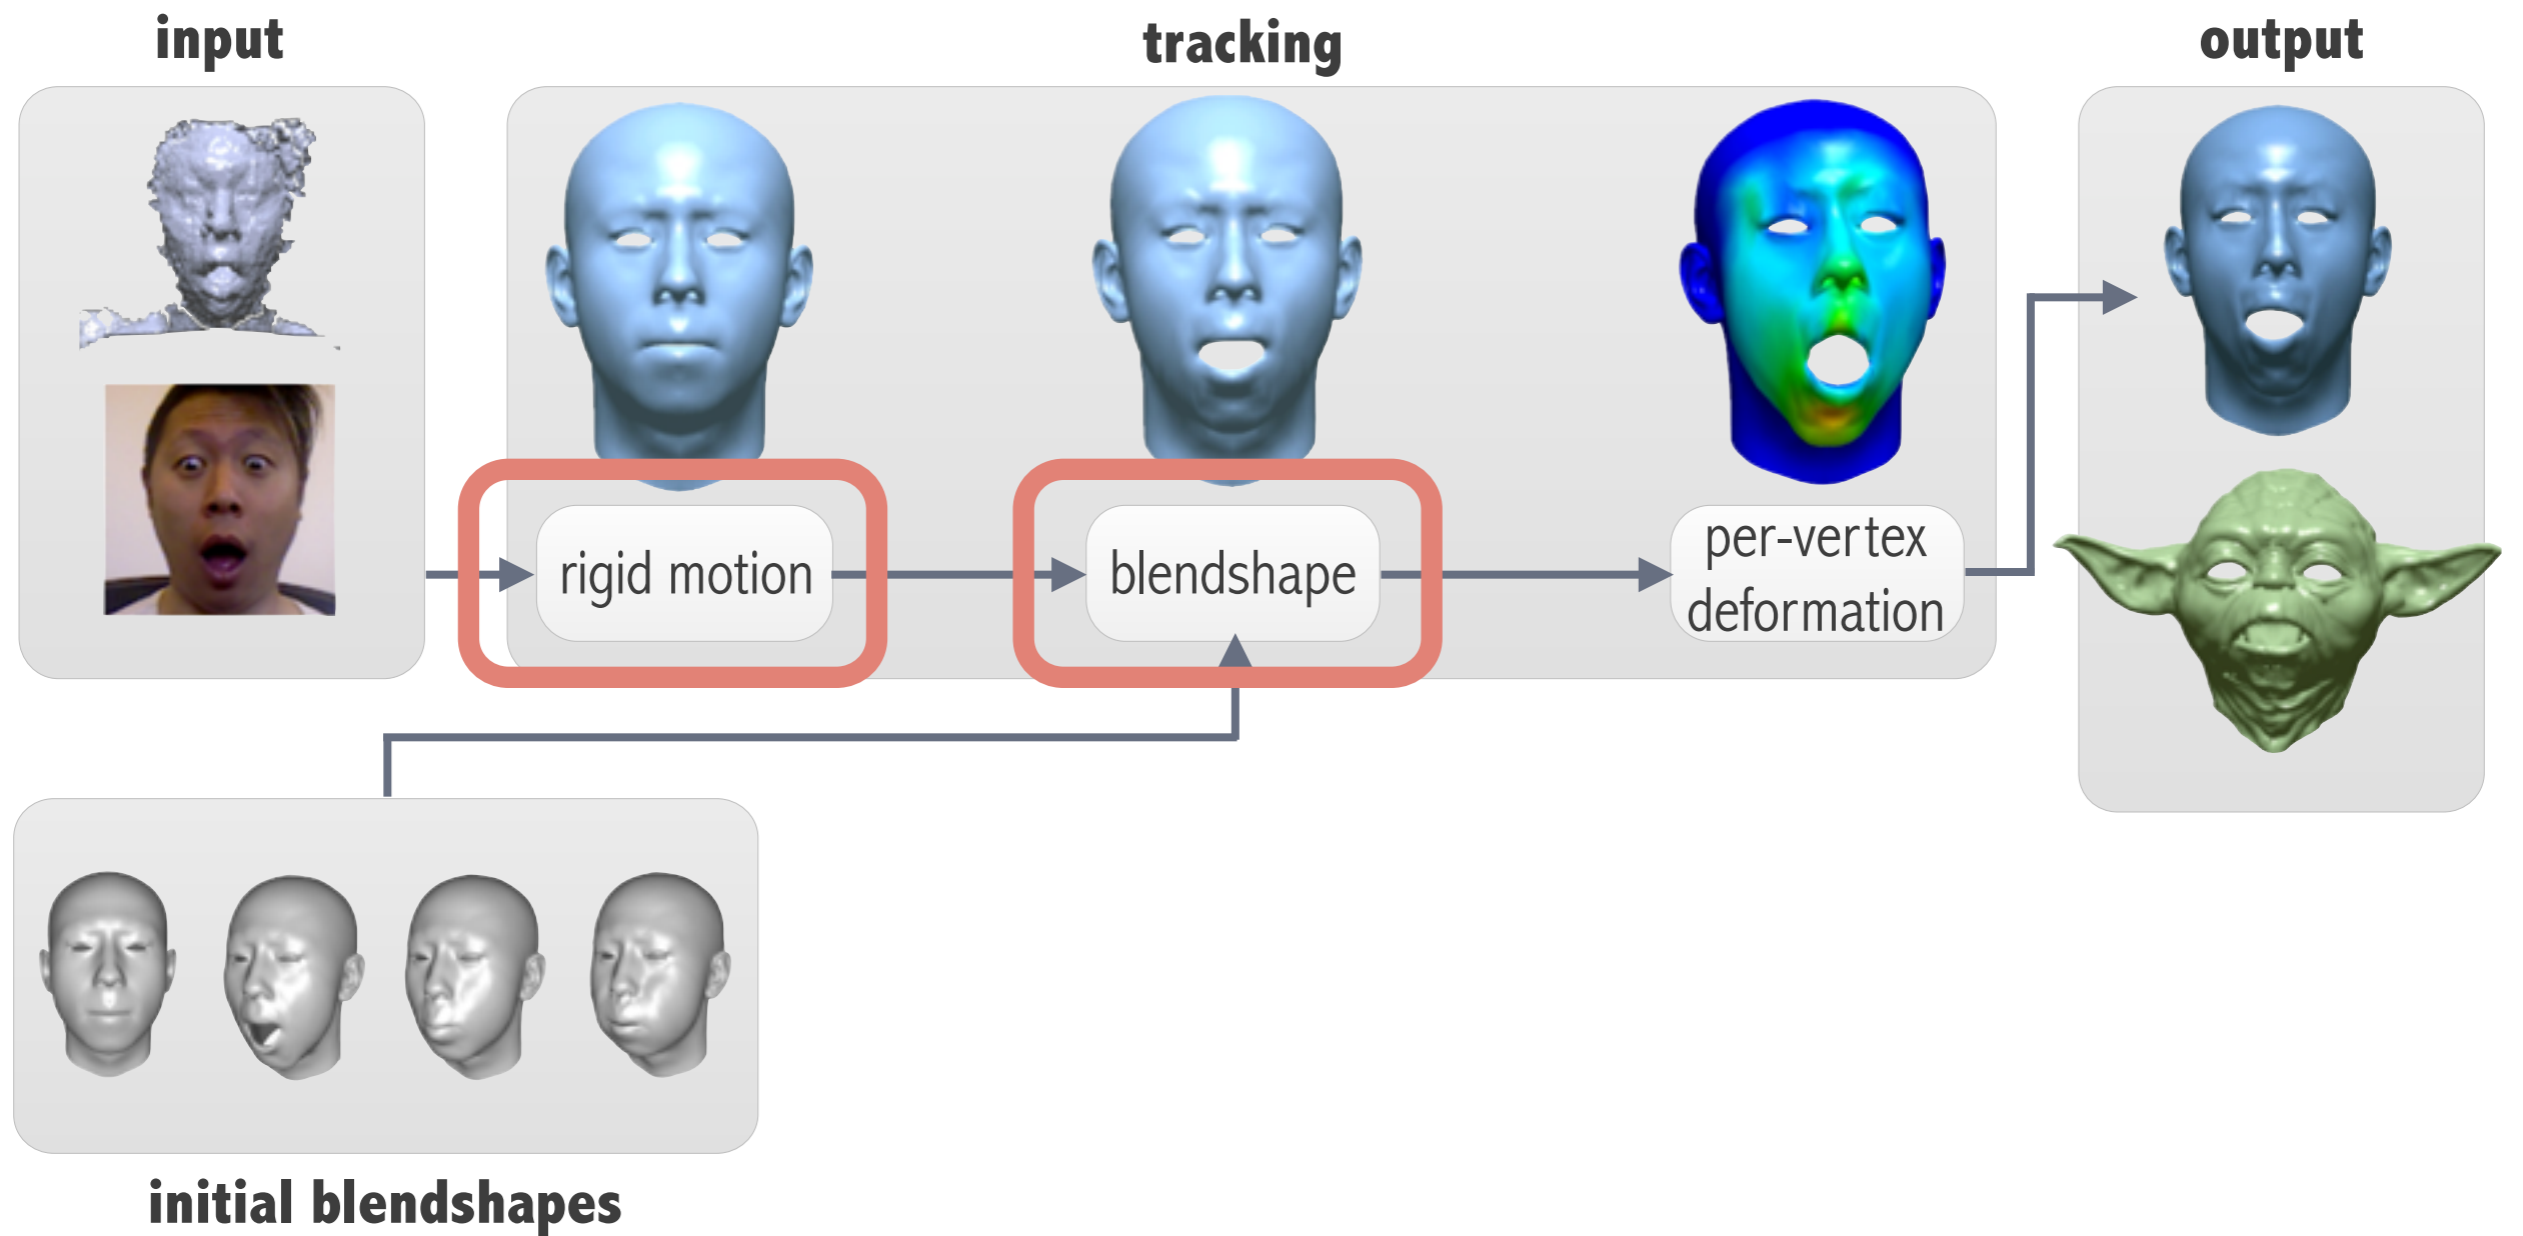 input
tracking
output
rigid motion
blendshape
per-vertex
deformation
initial blendshapes